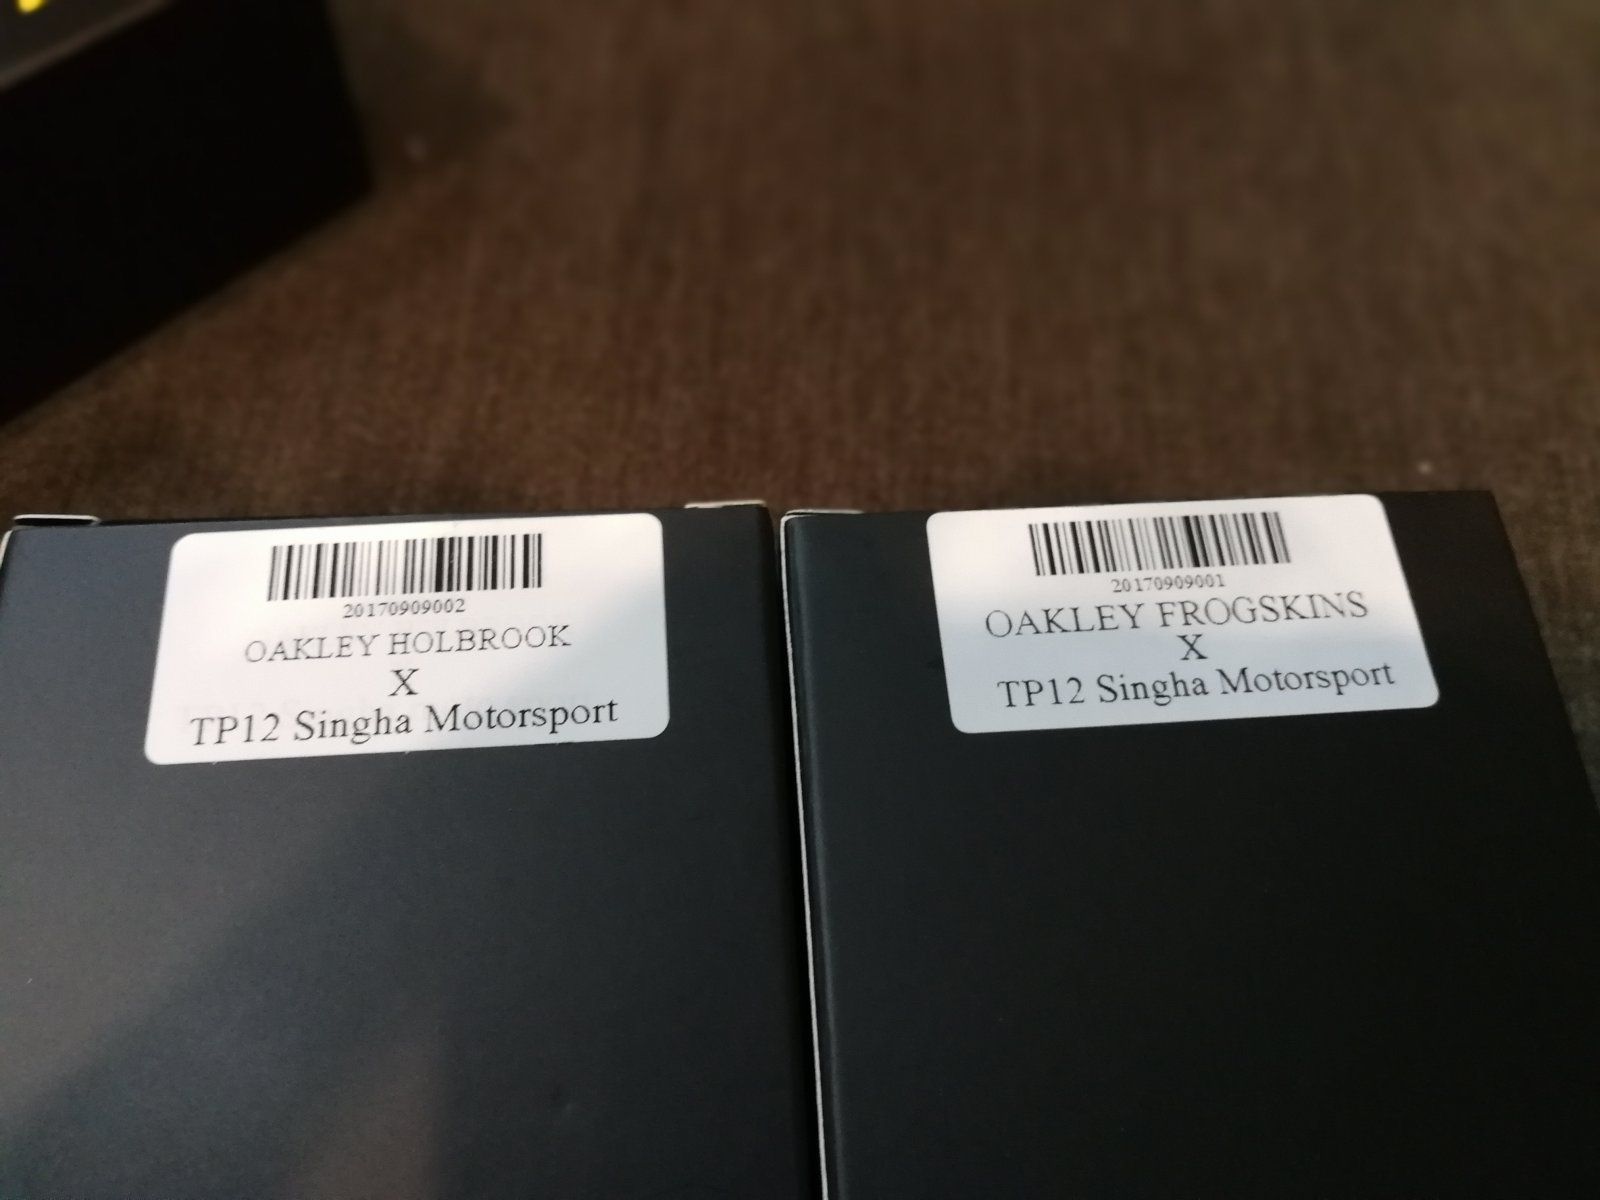 20170909002
OAKLEY HOLBROOK
X
TP12 Singha Motorsport
20170909001
OAKLEY FROGSKINS
X
TP12 Singha Motorsport